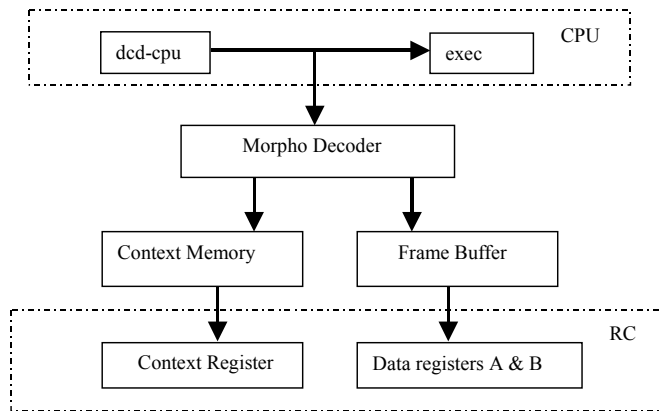 CPU
dcd-cpu
exec
Morpho Decoder
Context Memory
Frame Buffer
RC
Context Register
Data registers A & B